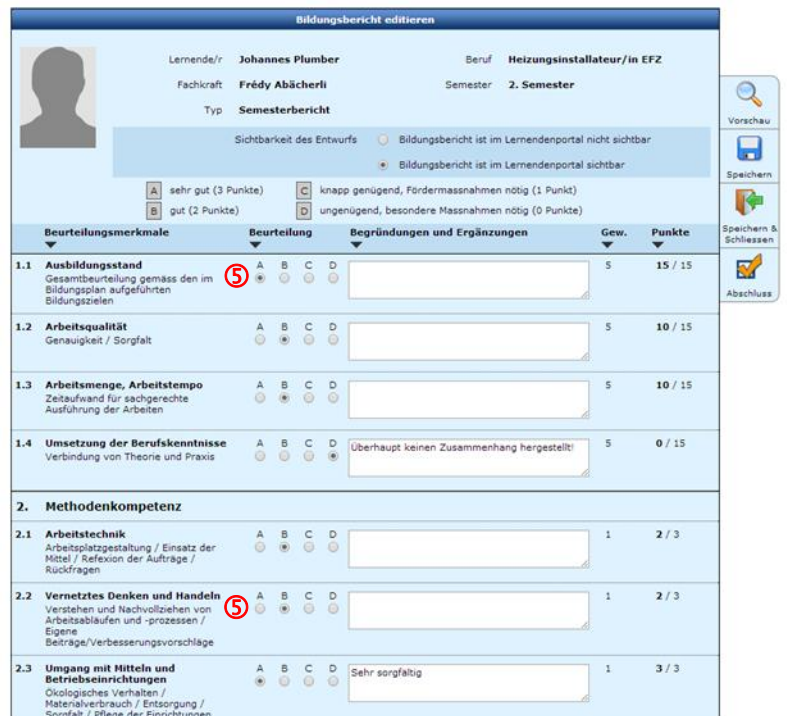 Bildungsbericht editieren
Lernende/r Johannes Plumber Beruf Heizungsinstallateur/in EFZ
Fachkraft Frédy Abächerli Semester 2. Semester
Typ Semesterbericht
Sichtbarkeit des Entwurfs Bildungsbericht ist im Lernendenportal nicht sichtbar
Bildungsbericht ist im Lernendenportal sichtbar
A sehr gut (3 Punkte) C knapp genügend, Fördermassnahmen nötig (1 Punkt)
B gut (2 Punkte) D ungenügend, besondere Massnahmen nötig (0 Punkte)
Vorschau
Speichern
Speichern &
Schliessen
Abschluss
Beurteilungsmerkmale Beurteilung Begründungen und Ergänzungen Gew. Punkte
1.1 Ausbildungsstand A B C D 5 15 / 15
Gesamtbeurteilung gemäss den im ⑤
Bildungsplan aufgeführten
Bildungszielen
1.2 Arbeitsqualität A B C D 5 10 / 15
Genauigkeit / Sorgfalt
1.3 Arbeitsmenge, Arbeitstempo A B C D 5 10 / 15
Zeitaufwand für sachgerechte
Ausführung der Arbeiten
1.4 Umsetzung der Berufskenntnisse A B C D Überhaupt keinen Zusammenhang hergestellt! 5 0 / 15
Verbindung von Theorie und Praxis
2. Methodenkompetenz
2.1 Arbeitstechnik A B C D 1 2 / 3
Arbeitsplatzgestaltung / Einsatz der
Mittel / Refexion der Aufträge /
Rückfragen
2.2 Vernetztes Denken und Handeln A B C D 1 2 / 3
Verstehen und Nachvollziehen von ⑤
Arbeitsabläufen und -prozessen /
Eigene
Beiträge/Verbesserungsvorschläge
2.3 Umgang mit Mitteln und A B C D Sehr sorgfältig 1 3 / 3
Betriebseinrichtungen
Ökologisches Verhalten /
Materialverbrauch / Entsorgung /
Sorgfalt / Pflege der Einrichtungen